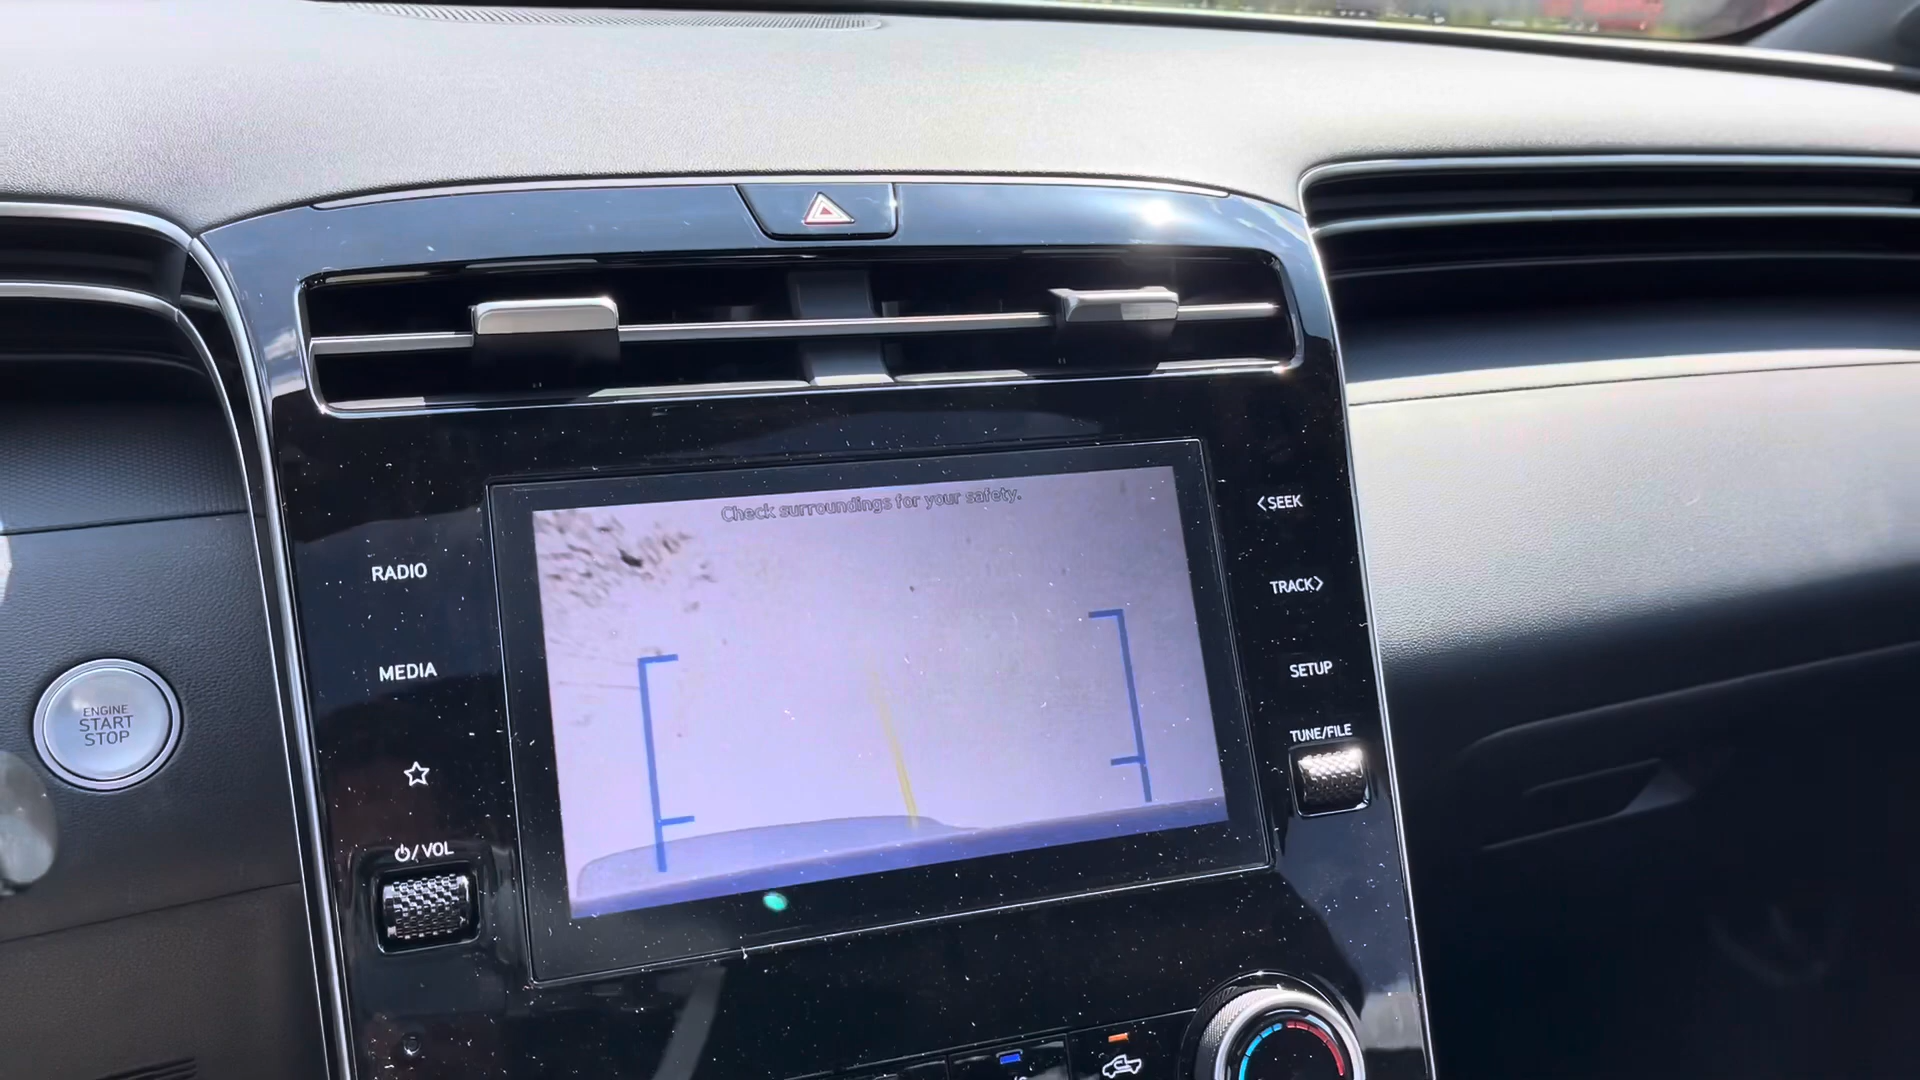 Check surroundings for your safety.
<SEEK
RADIO
TRACK>
MEDIA
SETUP
ENGINE
START
STOP
TUNE/FILE
/VOL